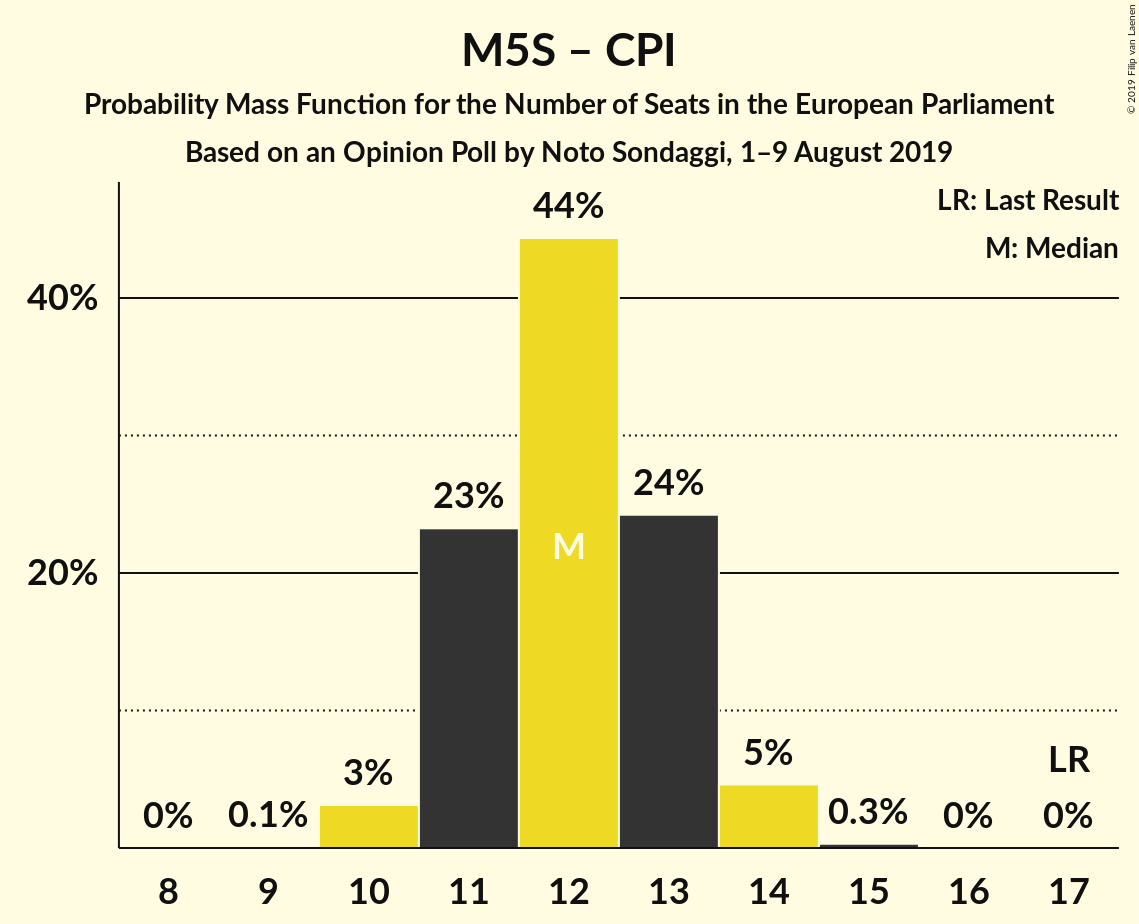 M5S – CPI
Probability Mass Function for the Number of Seats in the European Parliament
Based on an Opinion Poll by Noto Sondaggi, 1–9 August 2019
© 2019 Filip van Laenen
LR: Last Result
M: Median
40%
20%
0%
0.1%
3%
23%
44%
M
24%
5%
0.3%
0%
LR
0%
8 9 10 11 12 13 14 15 16 17